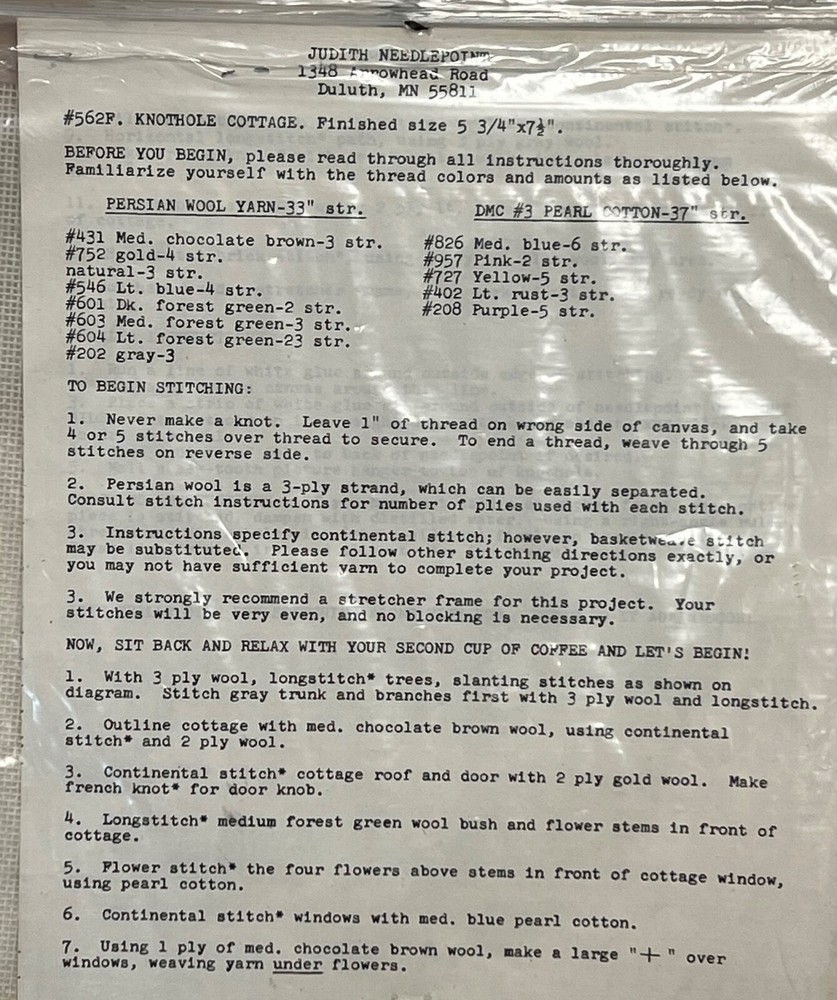 JUDITH NEEDLEPOINT
1348 Arrowhead Road
Duluth, MN 55811
#562F. KNOTHOLE COTTAGE. Finished size 5 3/4"x7½".
BEFORE YOU BEGIN, please read through all instructions thoroughly.
Familiarize yourself with the thread colors and amounts as listed below.
PERSIAN WOOL YARN-33" str.
#431 Med. chocolate brown-3 str.
#752 gold-4 str.
natural-3 str.
#546 Lt. blue-4 str.
#601 Dk. forest green-2 str.
#603 Med. forest green-3 str.
#604 Lt. forest green-23 str.
#202 gray-3
DMC #3 PEARL COTTON-37" str.
#826 Med. blue-6 str.
#957 Pink-2 str.
#727 Yellow-5 str.
#402 Lt. rust-3 str.
#208 Purple-5 str.
TO BEGIN STITCHING:
1. Never make a knot. Leave 1" of thread on wrong side of canvas, and take
4 or 5 stitches over thread to secure. To end a thread, weave through 5
stitches on reverse side.
2. Persian wool is a 3-ply strand, which can be easily separated.
Consult stitch instructions for number of plies used with each stitch.
3. Instructions specify continental stitch; however, basketweave stitch
may be substituted. Please follow other stitching directions exactly, or
you may not have sufficient yarn to complete your project.
3. We strongly recommend a stretcher frame for this project. Your
stitches will be very even, and no blocking is necessary.
NOW, SIT BACK AND RELAX WITH YOUR SECOND CUP OF COFFEE AND LET'S BEGIN!
1. With 3 ply wool, longstitch* trees, slanting stitches as shown on
diagram. Stitch gray trunk and branches first with 3 ply wool and longstitch.
2. Outline cottage with med. chocolate brown wool, using continental
stitch* and 2 ply wool.
3. Continental stitch* cottage roof and door with 2 ply gold wool. Make
french knot* for door knob.
4. Longstitch* medium forest green wool bush and flower stems in front of
cottage.
5. Flower stitch* the four flowers above stems in front of cottage window,
using pearl cotton.
6. Continental stitch* windows with med. blue pearl cotton.
7. Using 1 ply of med. chocolate brown wool, make a large "+" over
windows, weaving yarn under flowers.